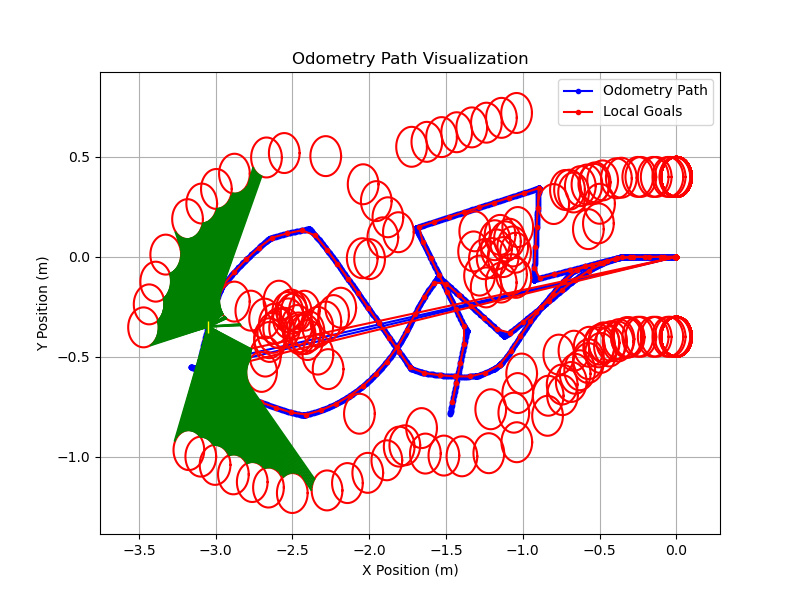 Odometry Path Visualization
Odometry Path
Local Goals
Y Position (m)
0.5
0.0
−0.5
−1.0
−3.5 −3.0 −2.5 −2.0 −1.5 −1.0 −0.5 0.0
X Position (m)